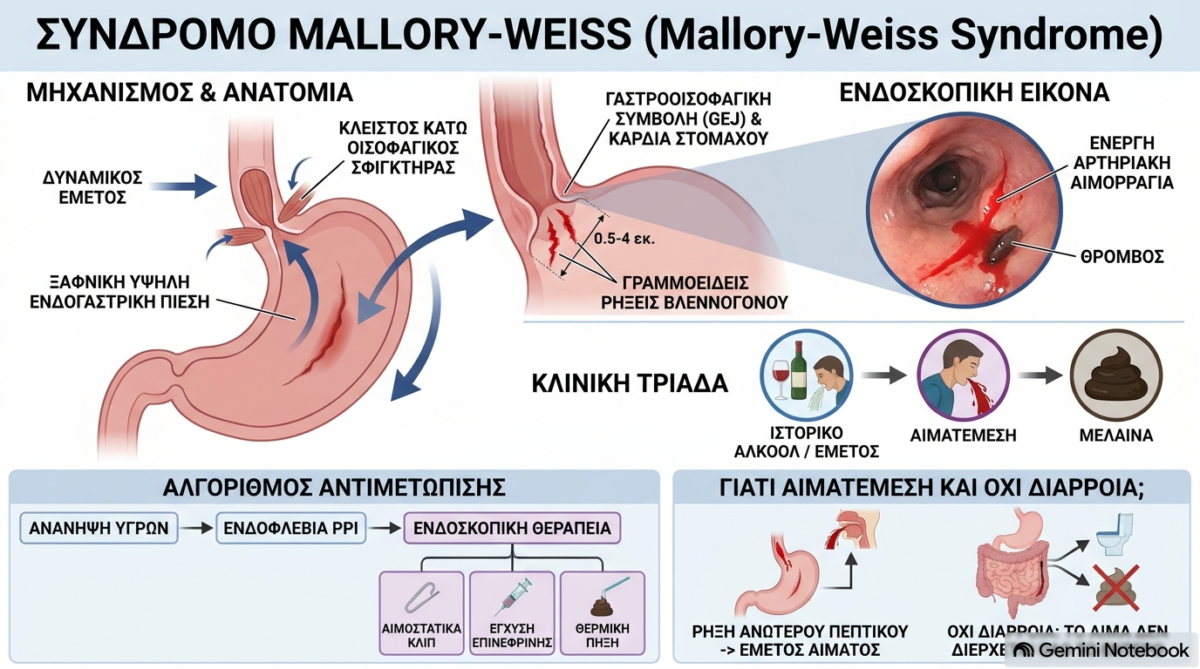 ΣΥΝΔΡΟΜΟ MALLORY-WEISS (Mallory-Weiss Syndrome)
ΜΗΧΑΝΙΣΜΟΣ & ΑΝΑΤΟΜΙΑ
ΚΛΕΙΣΤΟΣ ΚΑΤΩ
ΟΙΣΟΦΑΓΙΚΟΣ
ΣΦΙΓΚΤΗΡΑΣ
ΔΥΝΑΜΙΚΟΣ
ΕΜΕΤΟΣ
ΞΑΦΝΙΚΗ ΥΨΗΛΗ
ΕΝΔΟΓΑΣΤΡΙΚΗ ΠΙΕΣΗ
ΓΑΣΤΡΟΟΙΣΟΦΑΓΙΚΗ
ΣΥΜΒΟΛΗ (GEJ) &
ΚΑΡΔΙΑ ΣΤΟΜΑΧΟΥ
0.5-4 εκ.
ΓΡΑΜΜΟΕΙΔΕΙΣ
ΡΗΞΕΙΣ ΒΛΕΝΝΟΓΟΝΟΥ
ΕΝΔΟΣΚΟΠΙΚΗ ΕΙΚΟΝΑ
ΕΝΕΡΓΗ
ΑΡΤΗΡΙΑΚΗ
ΑΙΜΟΡΡΑΓΙΑ
ΘΡΟΜΒΟΣ
ΚΛΙΝΙΚΗ ΤΡΙΑΔΑ
ΙΣΤΟΡΙΚΟ
ΑΛΚΟΟΛ / ΕΜΕΤΟΣ
ΑΙΜΑΤΕΜΕΣΗ
ΜΕΛΑΙΝΑ
ΑΛΓΟΡΙΘΜΟΣ ΑΝΤΙΜΕΤΩΠΙΣΗΣ
ΑΝΑΝΗΨΗ ΥΓΡΩΝ
ΕΝΔΟΦΛΕΒΙΑ PPI
ΕΝΔΟΣΚΟΠΙΚΗ ΘΕΡΑΠΕΙΑ
ΑΙΜΟΣΤΑΤΙΚΑ
ΚΛΙΠ
ΕΓΧΥΣΗ
ΕΠΙΝΕΦΡΙΝΗΣ
ΘΕΡΜΙΚΗ
ΠΗΞΗ
ΓΙΑΤΙ ΑΙΜΑΤΕΜΕΣΗ ΚΑΙ ΟΧΙ ΔΙΑΡΡΟΙΑ;
ΡΗΞΗ ΑΝΩΤΕΡΟΥ ΠΕΠΤΙΚΟΥ
-> ΕΜΕΤΟΣ ΑΙΜΑΤΟΣ
ΟΧΙ ΔΙΑΡΡΟΙΑ: ΤΟ ΑΙΜΑ ΔΕΝ
Gemini Notebook